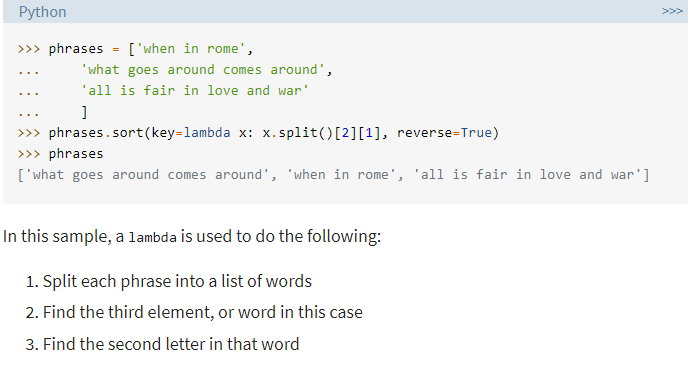 Python >>>
>>> phrases = ['when in rome',
...     'what goes around comes around',
...     'all is fair in love and war'
...     ]
>>> phrases.sort(key=lambda x: x.split()[2][1], reverse=True)
>>> phrases
['what goes around comes around', 'when in rome', 'all is fair in love and war']
In this sample, a lambda is used to do the following:
1. Split each phrase into a list of words
2. Find the third element, or word in this case
3. Find the second letter in that word